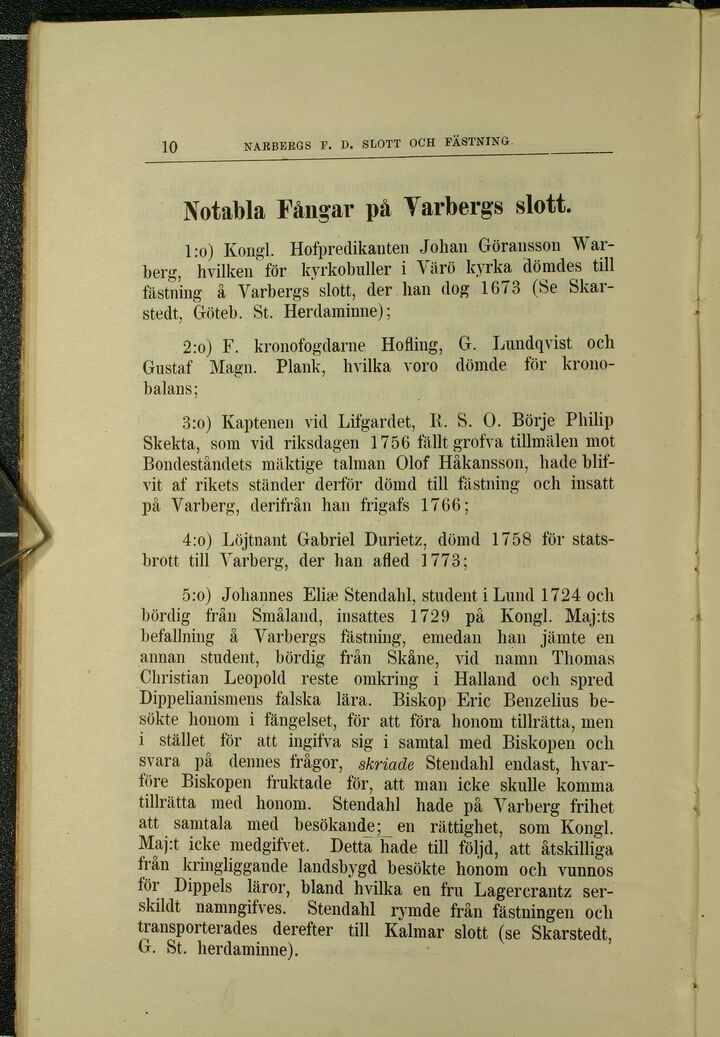 10 NARBERGS F. D. SLOTT OCH FÄSTNING.
Notabla Fångar på Varbergs slott.
1:o) Kongl. Hofpredikanten Johan Göransson War-
berg, hvilken för kyrkobuller i Värö kyrka dömdes till
fästning å Varbergs slott, der han dog 1673 (Se Skar-
stedt, Göteb. St. Herdaminne);
2:o) F. kronofogdarne Hofling, G. Lundqvist och
Gustaf Magn. Plank, hvilka voro dömde för krono-
balans;
3:o) Kaptenen vid Lifgardet, R. S. O. Börje Philip
Skekta, som vid riksdagen 1756 fällt grofva tillmälen mot
Bondeståndets mäktige talman Olof Håkansson, hade blif-
vit af rikets ständer derför dömd till fästning och insatt
på Varberg, derifrån han frigafs 1766;
4:o) Löjtnant Gabriel Durietz, dömd 1758 för stats-
brott till Varberg, der han afled 1773;
5:o) Johannes Eliæ Stendahl, student i Lund 1724 och
bördig från Småland, insattes 1729 på Kongl. Maj:ts
befallning å Varbergs fästning, emedan han jämte en
annan student, bördig från Skåne, vid namn Thomas
Christian Leopold reste omkring i Halland och spred
Dippelianismens falska lära. Biskop Eric Benzelius be-
sökte honom i fängelset, för att föra honom tillrätta, men
i stället för att ingifva sig i samtal med Biskopen och
svara på dennes frågor, skriade Stendahl endast, hvar-
före Biskopen fruktade för, att man icke skulle komma
tillrätta med honom. Stendahl hade på Varberg frihet
att samtala med besökande; en rättighet, som Kongl.
Maj:t icke medgifvet. Detta hade till följd, att åtskilliga
från kringliggande landsbygd besökte honom och vunnos
för Dippels läror, bland hvilka en fru Lagercrantz ser-
skildt namngifves. Stendahl rymde från fästningen och
transporterades derefter till Kalmar slott (se Skarstedt,
G. St. herdaminne).